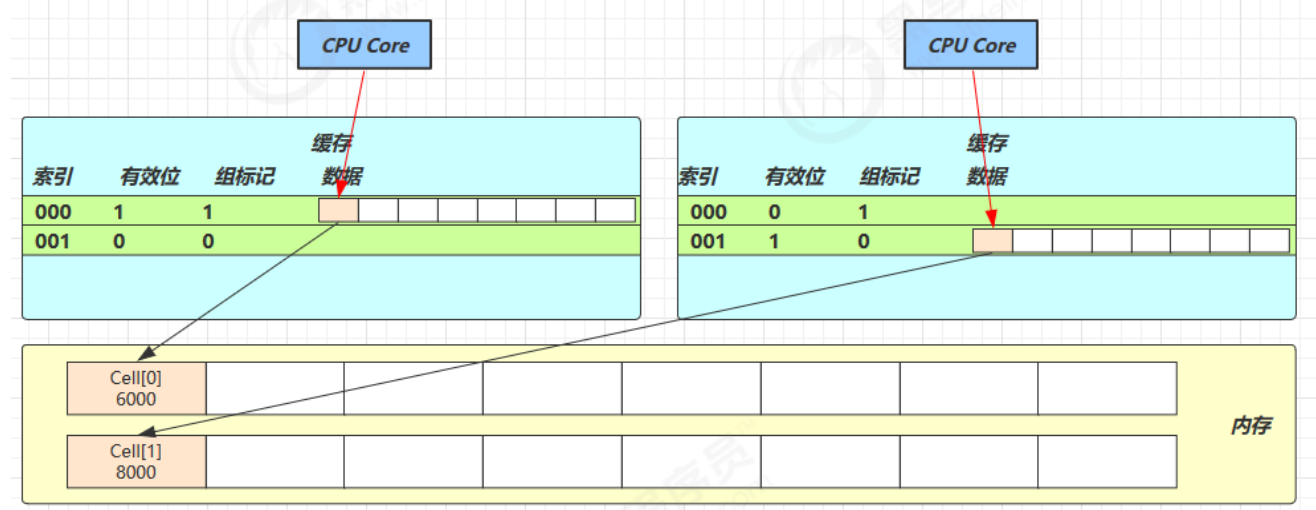 CPU Core
CPU Core
缓存
索引 有效位 组标记 数据
000 1 1
001 0 0
缓存
索引 有效位 组标记 数据
000 0 1
001 1 0
Cell[0]
6000
Cell[1]
8000
内存